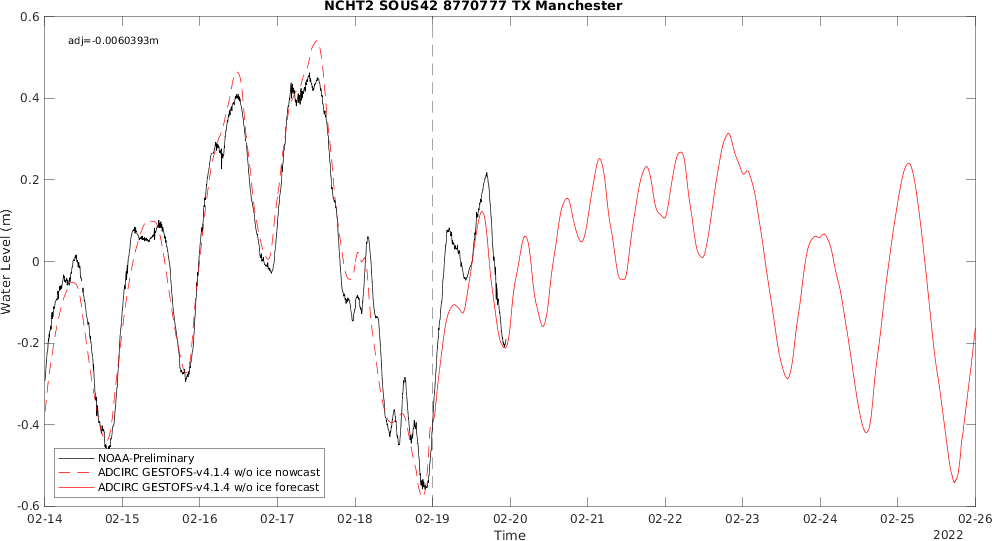 NCHT2 SOUS42 8770777 TX Manchester
adj=-0.0060393m
0.6
0.4
0.2
0
-0.2
-0.4
-0.6
Water Level (m)
NOAA-Preliminary
ADCIRC GESTOFS-v4.1.4 w/o ice nowcast
ADCIRC GESTOFS-v4.1.4 w/o ice forecast
02-14 02-15 02-16 02-17 02-18 02-19 02-20 02-21 02-22 02-23 02-24 02-25 02-26
Time
2022